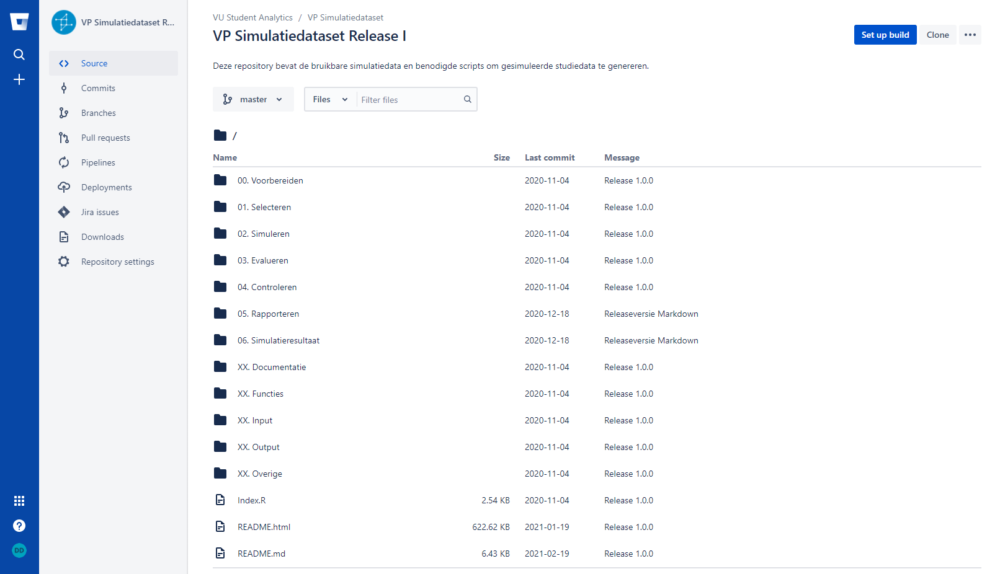 VP Simulatiedataset R...
Source
Commits
Branches
Pull requests
Pipelines
Deployments
Jira issues
Downloads
Repository settings
DD
VU Student Analytics / VP Simulatiedataset
VP Simulatiedataset Release I
Set up build Clone
Deze repository bevat de bruikbare simulatiedata en benodigde scripts om gesimuleerde studiedata te genereren.
master Files Filter files
/
Name Size Last commit Message
00. Voorbereiden 2020-11-04 Release 1.0.0
01. Selecteren 2020-11-04 Release 1.0.0
02. Simuleren 2020-11-04 Release 1.0.0
03. Evalueren 2020-11-04 Release 1.0.0
04. Controleren 2020-11-04 Release 1.0.0
05. Rapporteren 2020-12-18 Releaseversie Markdown
06. Simulatieresultaat 2020-12-18 Releaseversie Markdown
XX. Documentatie 2020-11-04 Release 1.0.0
XX. Functies 2020-11-04 Release 1.0.0
XX. Input 2020-11-04 Release 1.0.0
XX. Output 2020-11-04 Release 1.0.0
XX. Overige 2020-11-04 Release 1.0.0
Index.R 2.54 KB 2020-11-04 Release 1.0.0
README.html 622.62 KB 2021-01-19 Release 1.0.0
README.md 6.43 KB 2021-02-19 Release 1.0.0